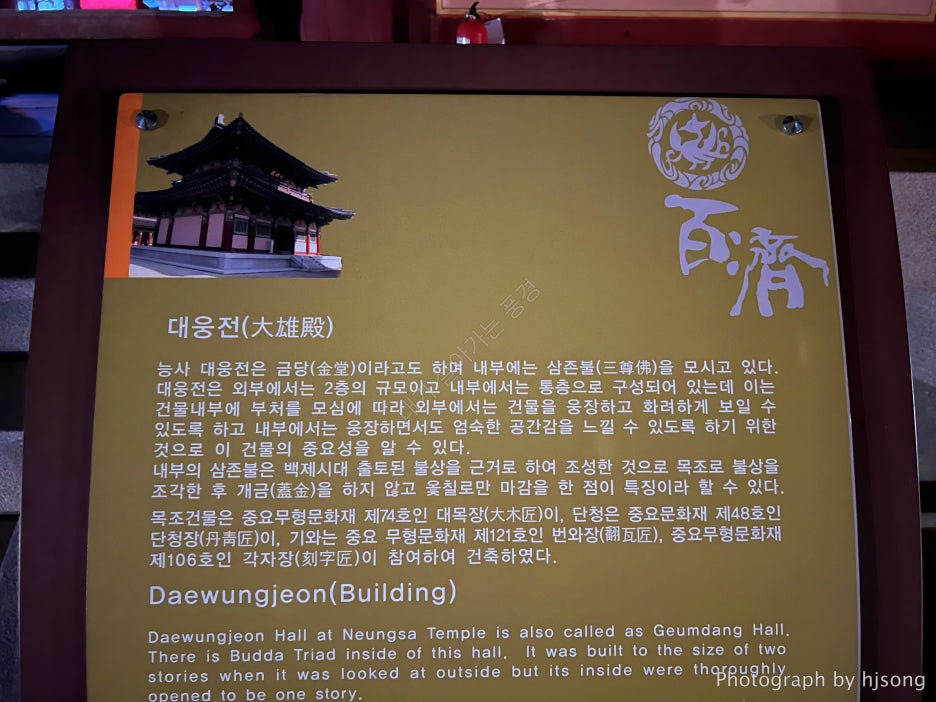 百濟
대웅전(大雄殿)
능사 대웅전은 금당(金堂)이라고도 하며 내부에는 삼존불(三尊佛)을 모시고 있다.
대웅전은 외부에서는 2층의 규모이고 내부에서는 통층으로 구성되어 있는데 이는
건물내부에 부처를 모심에 따라 외부에서는 건물을 웅장하고 화려하게 보일 수
있도록 하고 내부에서는 웅장하면서도 엄숙한 공간감을 느낄 수 있도록 하기 위한
것으로 이 건물의 중요성을 알 수 있다.
내부의 삼존불은 백제시대 출토된 불상을 근거로 하여 조성한 것으로 목조로 불상을
조각한 후 개금(蓋金)을 하지 않고 옻칠로만 마감을 한 점이 특징이라 할 수 있다.
목조건물은 중요무형문화재 제74호인 대목장(大木匠)이, 단청은 중요문화재 제48호인
단청장(丹靑匠)이, 기와는 중요 무형문화재 제121호인 번와장(翻瓦匠), 중요무형문화재
제106호인 각자장(刻字匠)이 참여하여 건축하였다.
Daewungjeon(Building)
Daewungjeon Hall at Neungsa Temple is also called as Geumdang Hall.
There is Budda Triad inside of this hall. It was built to the size of two
stories when it was looked at outside but its inside were thoroughly
opened to be one story.
풍경
Photograph by hjsong